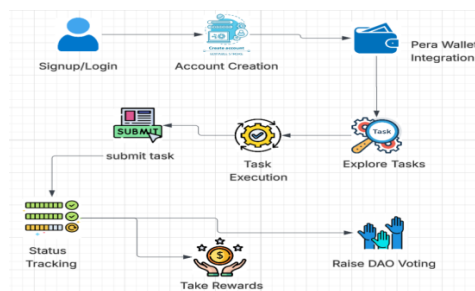 Create account
Signup/Login
Account Creation
Pera Wallet
Integration
SUBMIT
Task
submit task
Task
Execution
Explore Tasks
Status
Tracking
Take Rewards
Raise DAO Voting